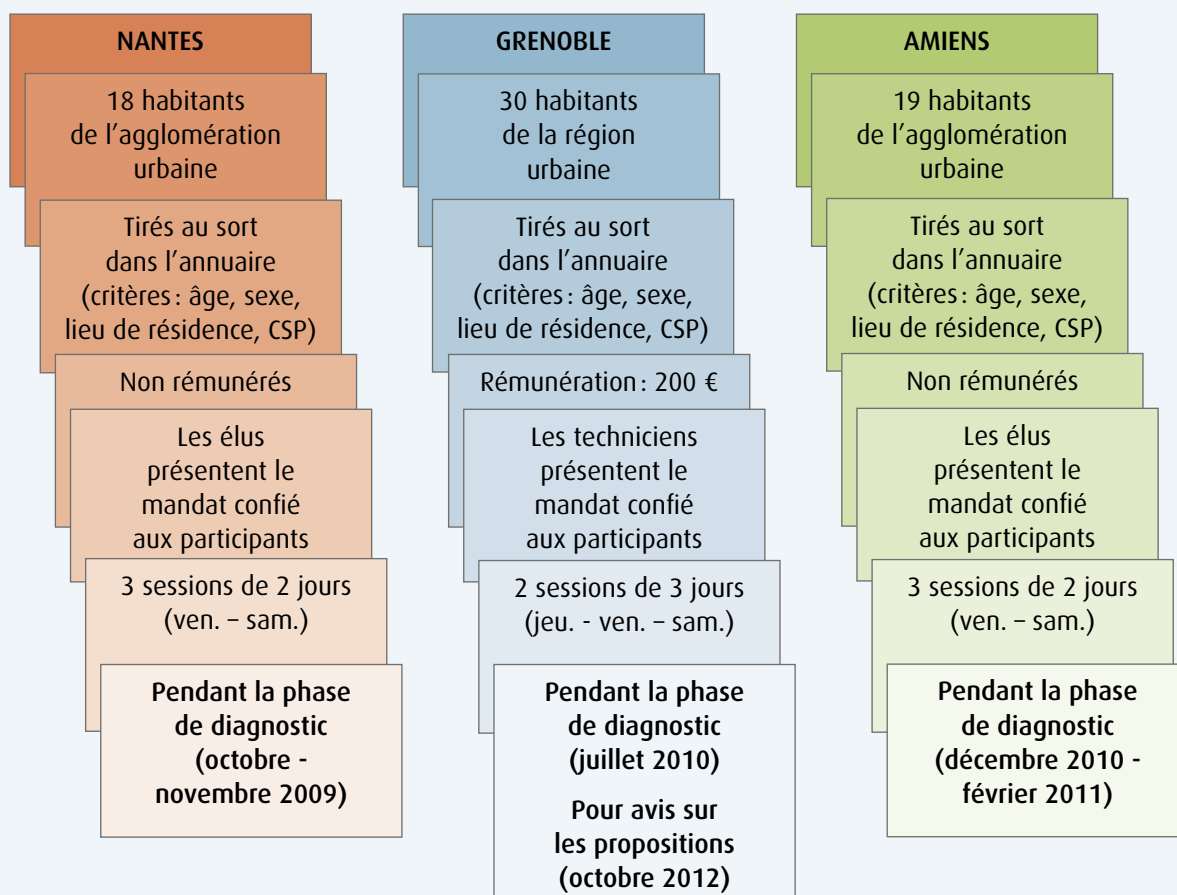 NANTES
18 habitants
de l'agglomération
urbaine
Tirés au sort
dans l'annuaire
(critères : âge, sexe,
lieu de résidence, CSP)
Non rémunérés
Les élus
présentent le
mandat confié
aux participants
3 sessions de 2 jours
(ven. – sam.)
Pendant la phase
de diagnostic
(octobre -
novembre 2009)
GRENOBLE
30 habitants
de la région
urbaine
Tirés au sort
dans l'annuaire
(critères : âge, sexe,
lieu de résidence, CSP)
Rémunération : 200 €
Les techniciens
présentent le
mandat confié
aux participants
2 sessions de 3 jours
(jeu. - ven. – sam.)
Pendant la phase
de diagnostic
(juillet 2010)
Pour avis sur
les propositions
(octobre 2012)
AMIENS
19 habitants
de l'agglomération
urbaine
Tirés au sort
dans l'annuaire
(critères : âge, sexe,
lieu de résidence, CSP)
Non rémunérés
Les élus
présentent le
mandat confié
aux participants
3 sessions de 2 jours
(ven. – sam.)
Pendant la phase
de diagnostic
(décembre 2010 -
février 2011)